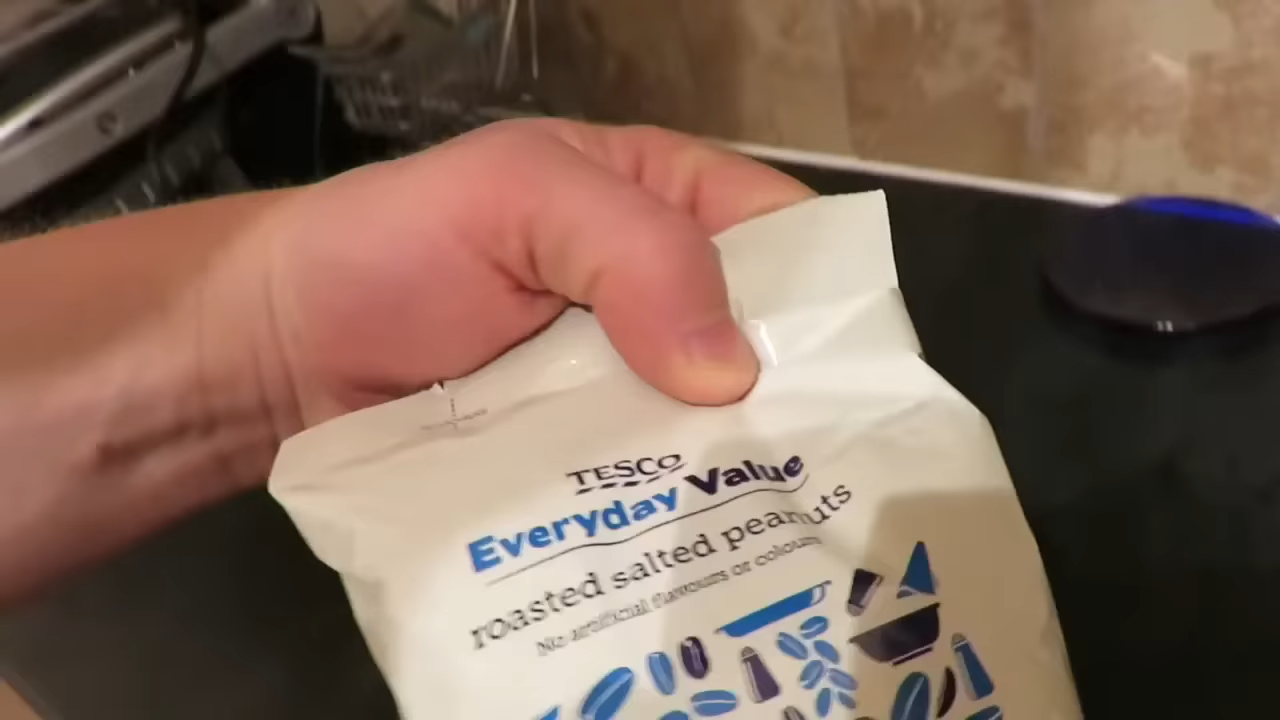 TESCO
Everyday Value
roasted salted peanuts
No artificial flavours or colours